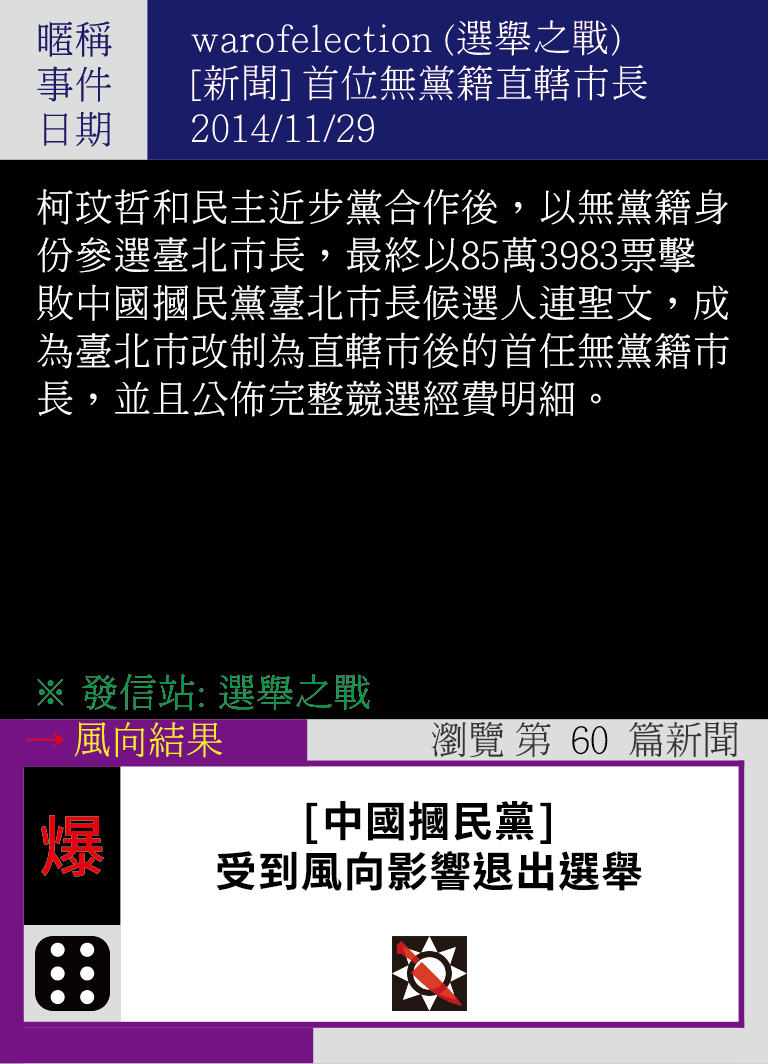 暱稱 warofelection (選舉之戰)
事件 [新聞] 首位無黨籍直轄市長
日期 2014/11/29
柯玟哲和民主近步黨合作後，以無黨籍身
份參選臺北市長，最終以85萬3983票擊
敗中國摑民黨臺北市長候選人連聖文，成
為臺北市改制為直轄市後的首任無黨籍市
長，並且公佈完整競選經費明細。
※ 發信站: 選舉之戰
→ 風向結果 瀏覽 第 60 篇新聞
爆
[中國摑民黨]
受到風向影響退出選舉